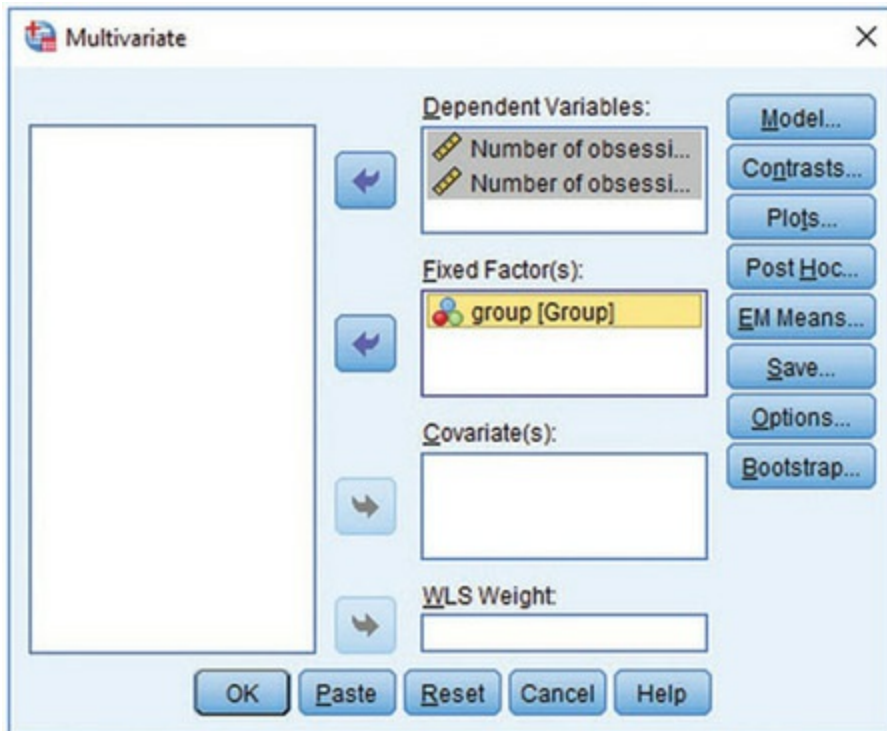 Multivariate
Dependent Variables:
Number of obsessi...
Number of obsessi...
Fixed Factor(s):
group [Group]
Covariate(s):
WLS Weight:
Model...
Contrasts...
Plots...
Post Hoc...
EM Means...
Save...
Options...
Bootstrap...
OK
Paste
Reset
Cancel
Help